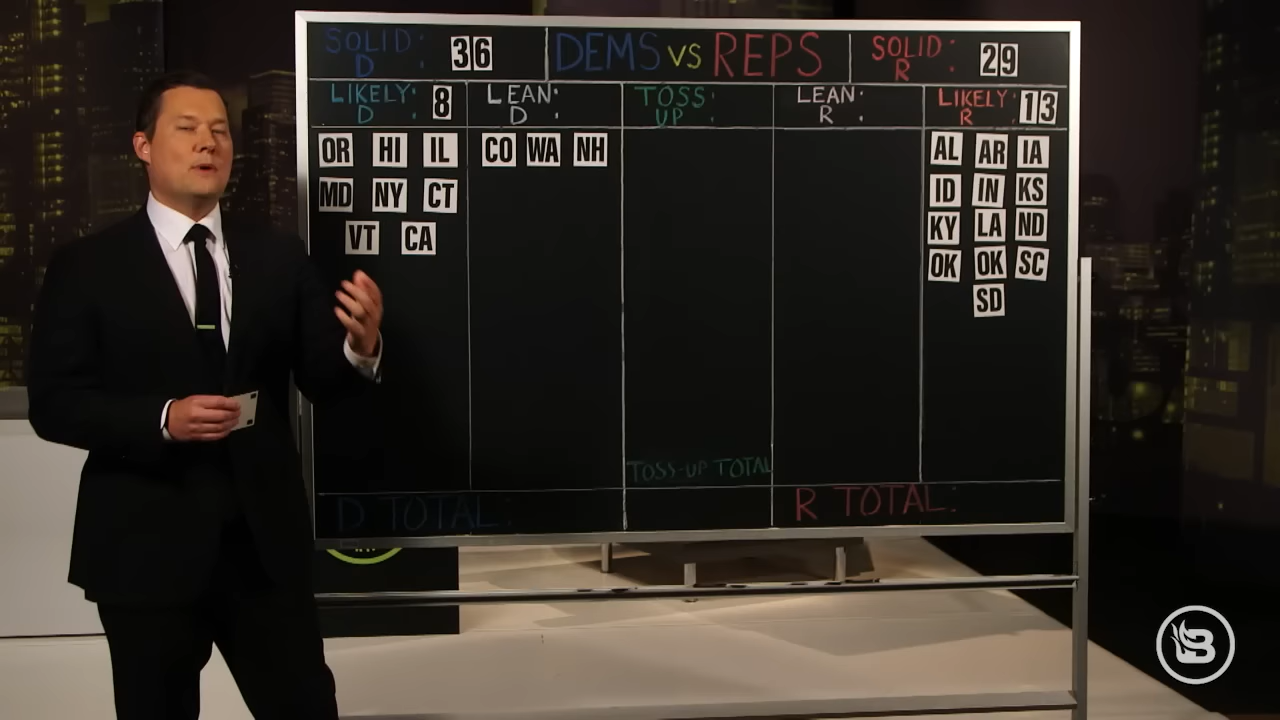 SOLID: D : 36 DEMS VS REPS SOLID: R : 29
LIKELY: D : 8 LEAN: D : TOSS: UP : LEAN: R : LIKELY: R : 13
OR HI IL CO WA NH AL AR IA
MD NY CT ID IN KS
VT CA KY LA ND
OK OK SC
SD
TOSS-UP TOTAL
D TOTAL: R TOTAL:
B